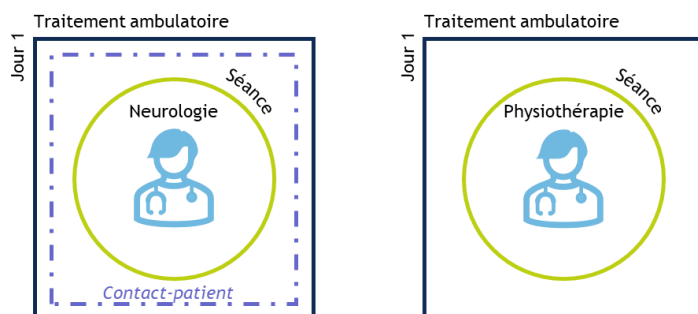 Traitement ambulatoire
Jour 1
Séance
Neurologie
Contact-patient
Traitement ambulatoire
Jour 1
Séance
Physiothérapie